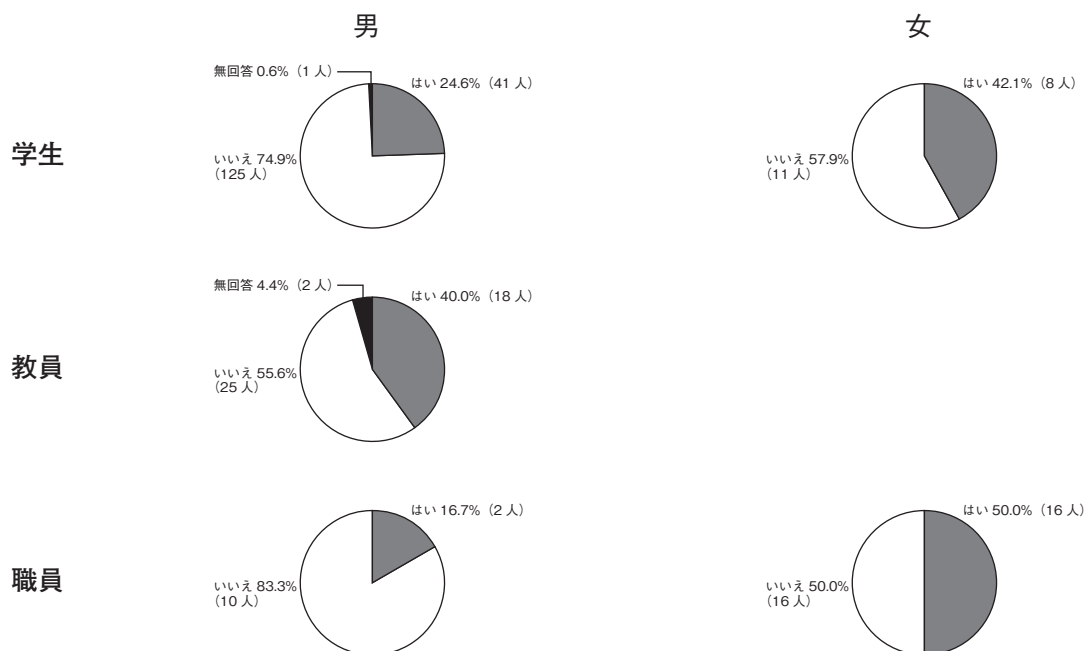 男
女
学生
無回答 0.6%（1 人）
はい 24.6%（41 人）
いいえ 74.9%
（125 人）
はい 42.1%（8 人）
いいえ 57.9%
（11 人）
教員
無回答 4.4%（2 人）
はい 40.0%（18 人）
いいえ 55.6%
（25 人）
職員
はい 16.7%（2 人）
いいえ 83.3%
（10 人）
はい 50.0%（16 人）
いいえ 50.0%
（16 人）